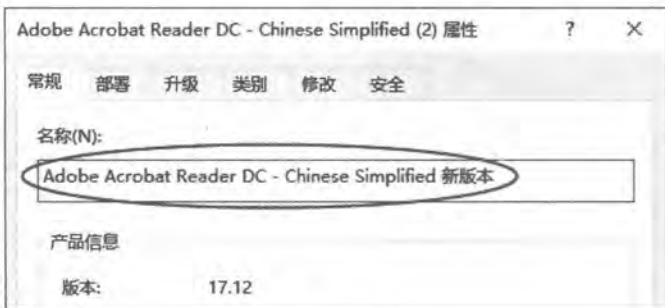 Adobe Acrobat Reader DC - Chinese Simplified (2) 属性 ? ×
常规 部署 升级 类别 修改 安全
名称(N):
Adobe Acrobat Reader DC - Chinese Simplified 新版本
产品信息
版本: 17.12